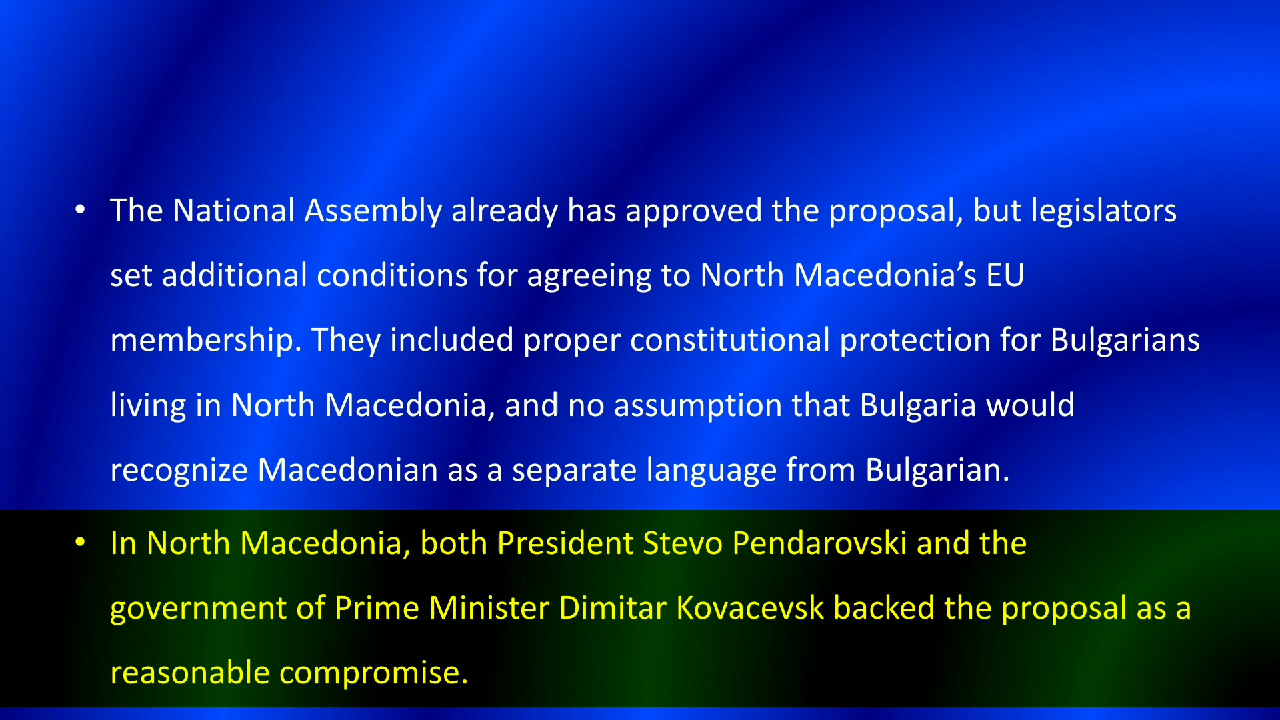 • The National Assembly already has approved the proposal, but legislators
set additional conditions for agreeing to North Macedonia’s EU
membership. They included proper constitutional protection for Bulgarians
living in North Macedonia, and no assumption that Bulgaria would
recognize Macedonian as a separate language from Bulgarian.
• In North Macedonia, both President Stevo Pendarovski and the
government of Prime Minister Dimitar Kovacevsk backed the proposal as a
reasonable compromise.